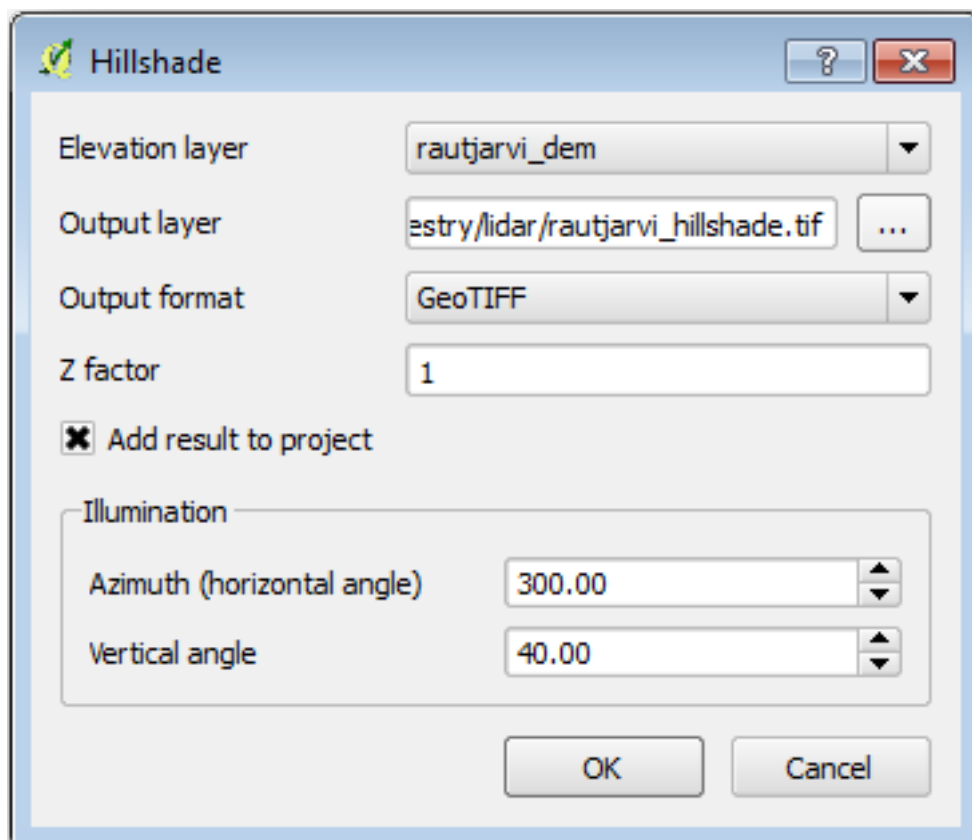 Hillshade
?
Elevation layer rautjarvi_dem
Output layer estry/lidar/rautjarvi_hillshade.tif ...
Output format GeoTIFF
Z factor 1
Add result to project
Illumination
Azimuth (horizontal angle) 300.00
Vertical angle 40.00
OK Cancel